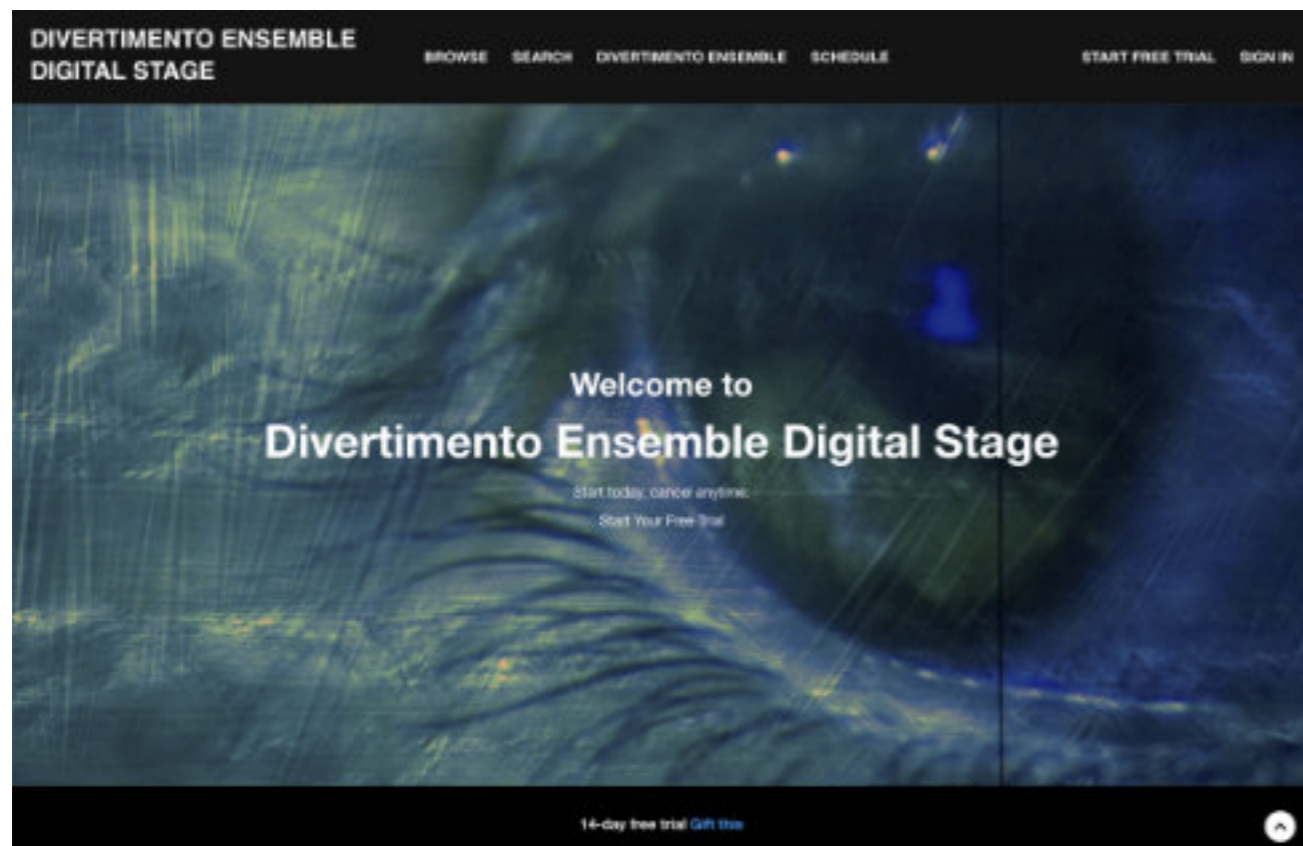 DIVERTIMENTO ENSEMBLE
DIGITAL STAGE
BROWSE SEARCH DIVERTIMENTO ENSEMBLE SCHEDULE START FREE TRIAL SIGN IN
Welcome to
Divertimento Ensemble Digital Stage
Start today, cancel anytime.
Start Your Free Trial
14-day free trial Gift this